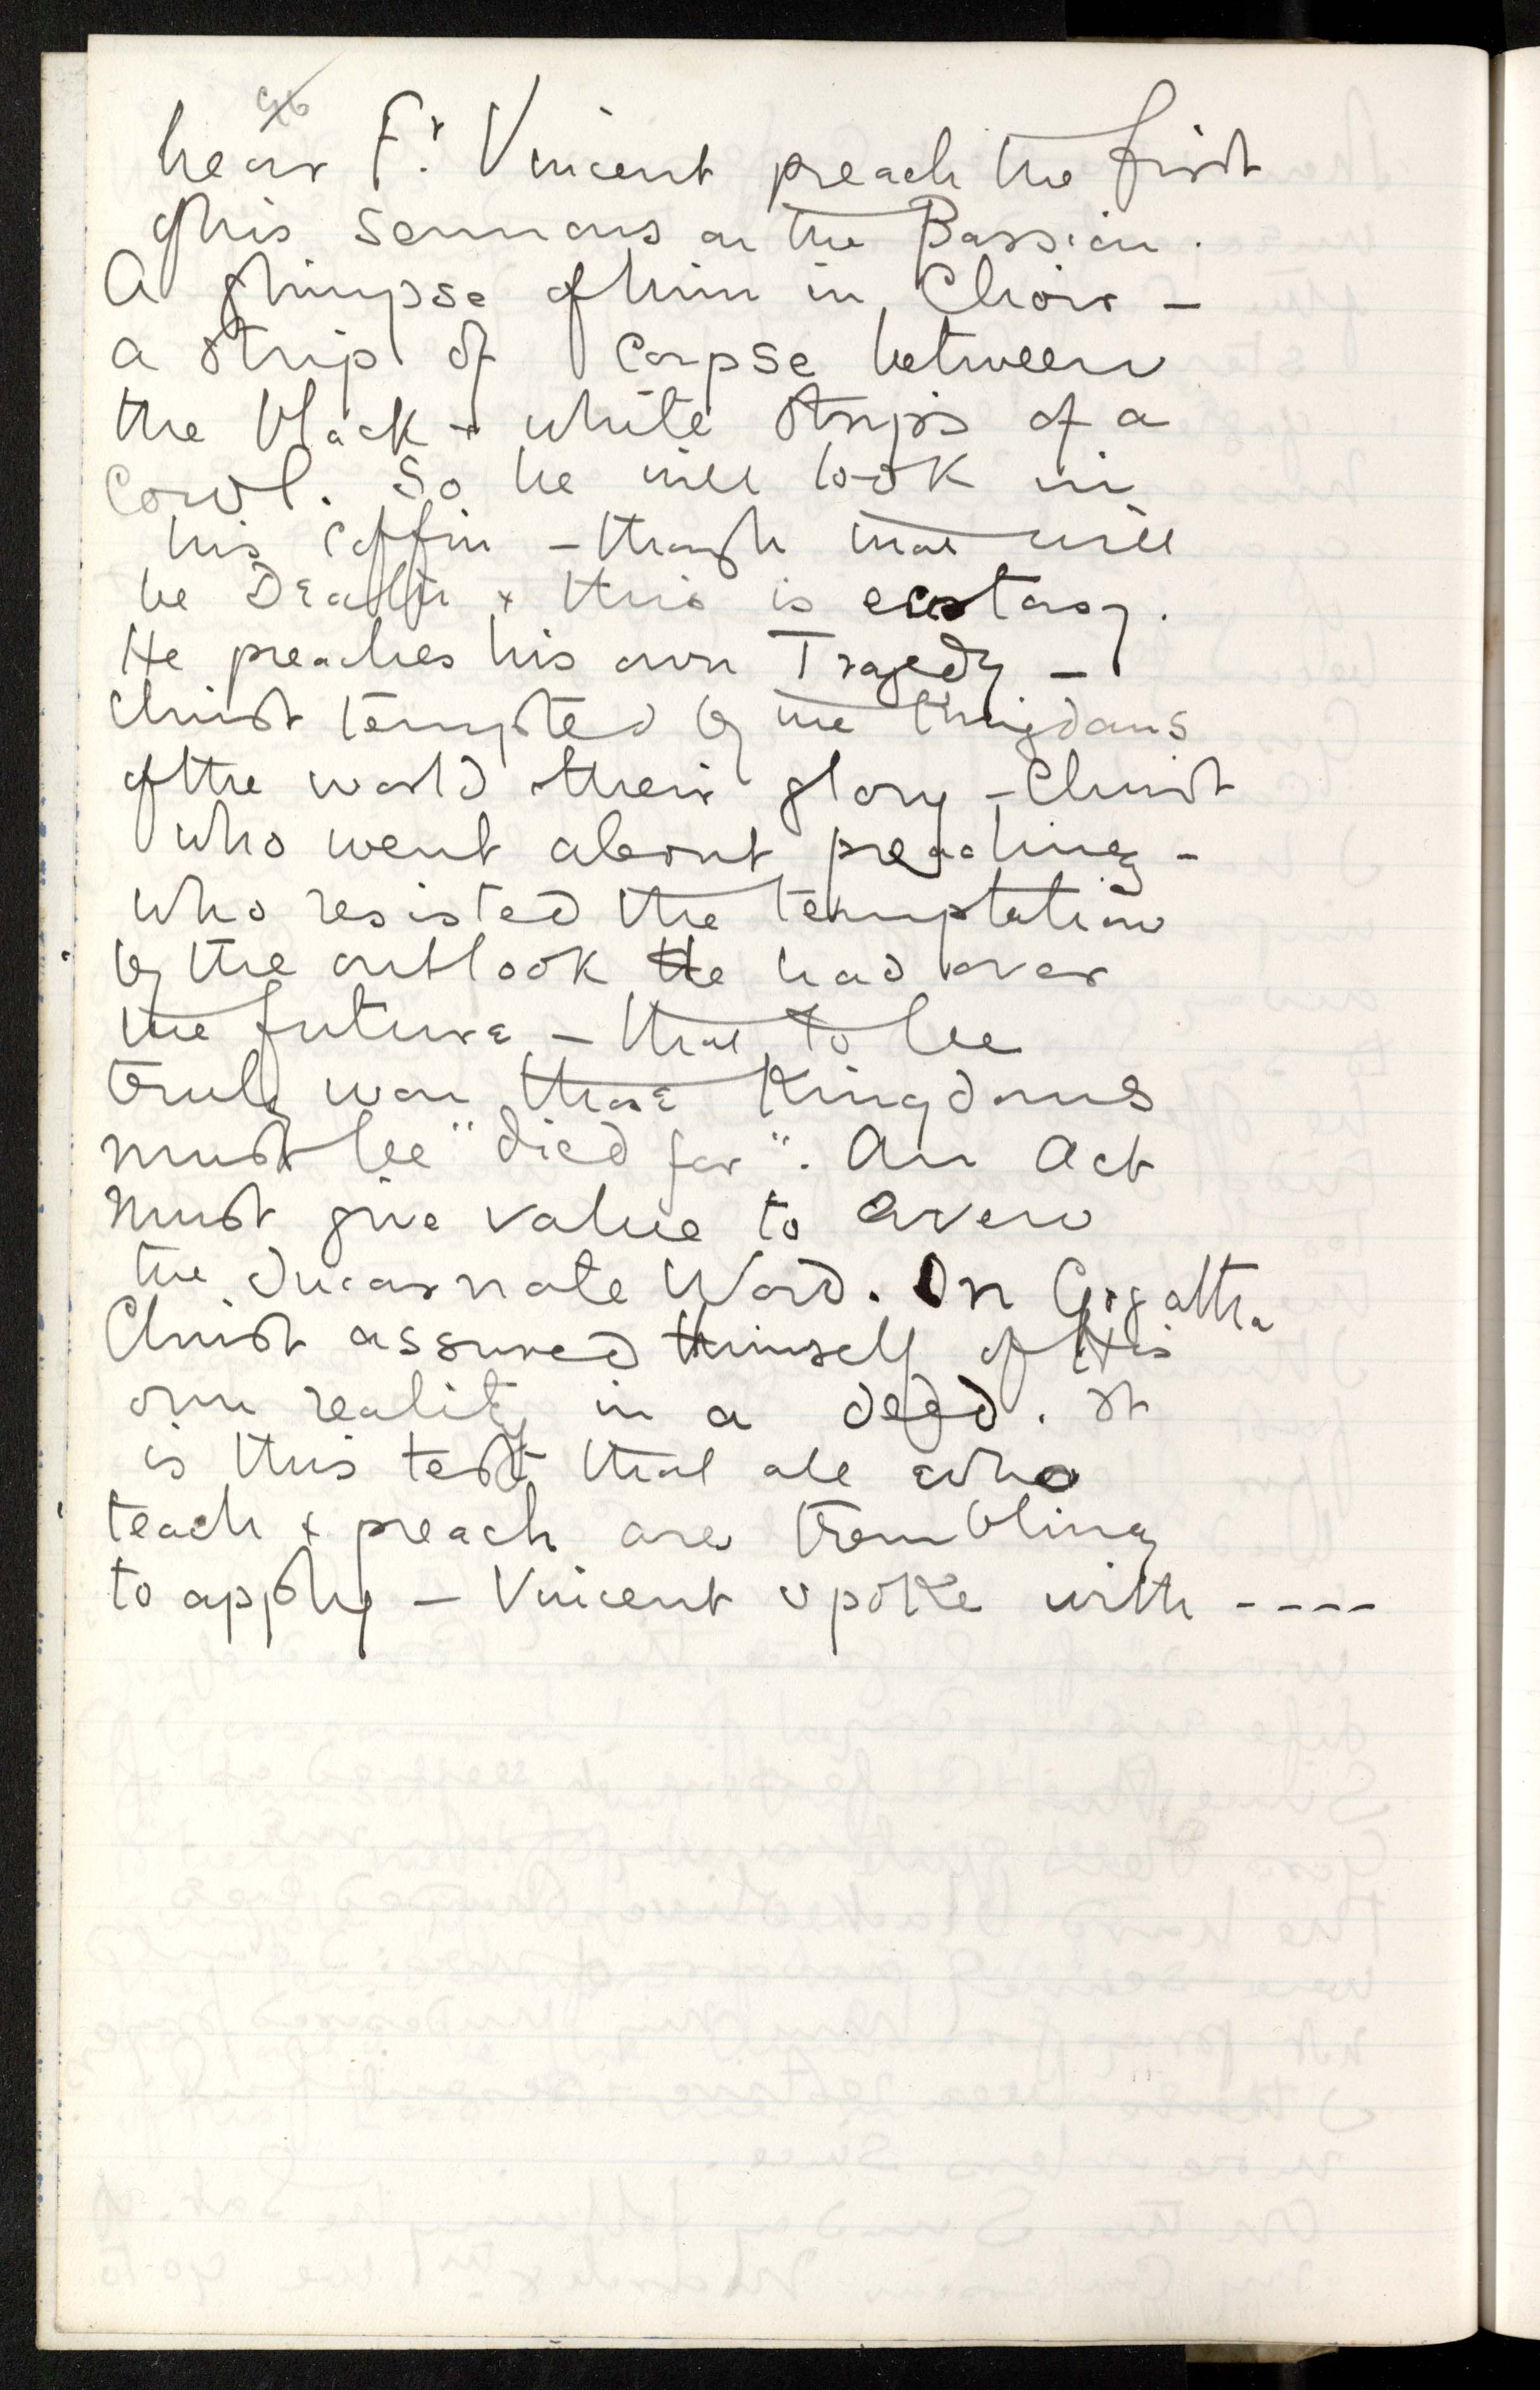 96
hear Fr. Vincent preach the first
of his sermons on the Passion.
A glimpse of him in Choir –
a strip of corpse between
the black + white strips of a
cowl. So he will look in
his coffin – though that will
be Death + this is ecstasy.
He preaches his own Tragedy –
Christ tempted by the Kingdoms
of the world their glory – Christ
who went about preaching –
who resisted the temptation
by the outlook He had over
the future – that to be
truly won those Kingdoms
must be "died for". An Act
must give value to even
the Incarnate Word. On Golgotha
Christ assured Himself of His
own reality in a deed. It
is this test that all who
teach + preach are trembling
to apply – Vincent spoke with ----